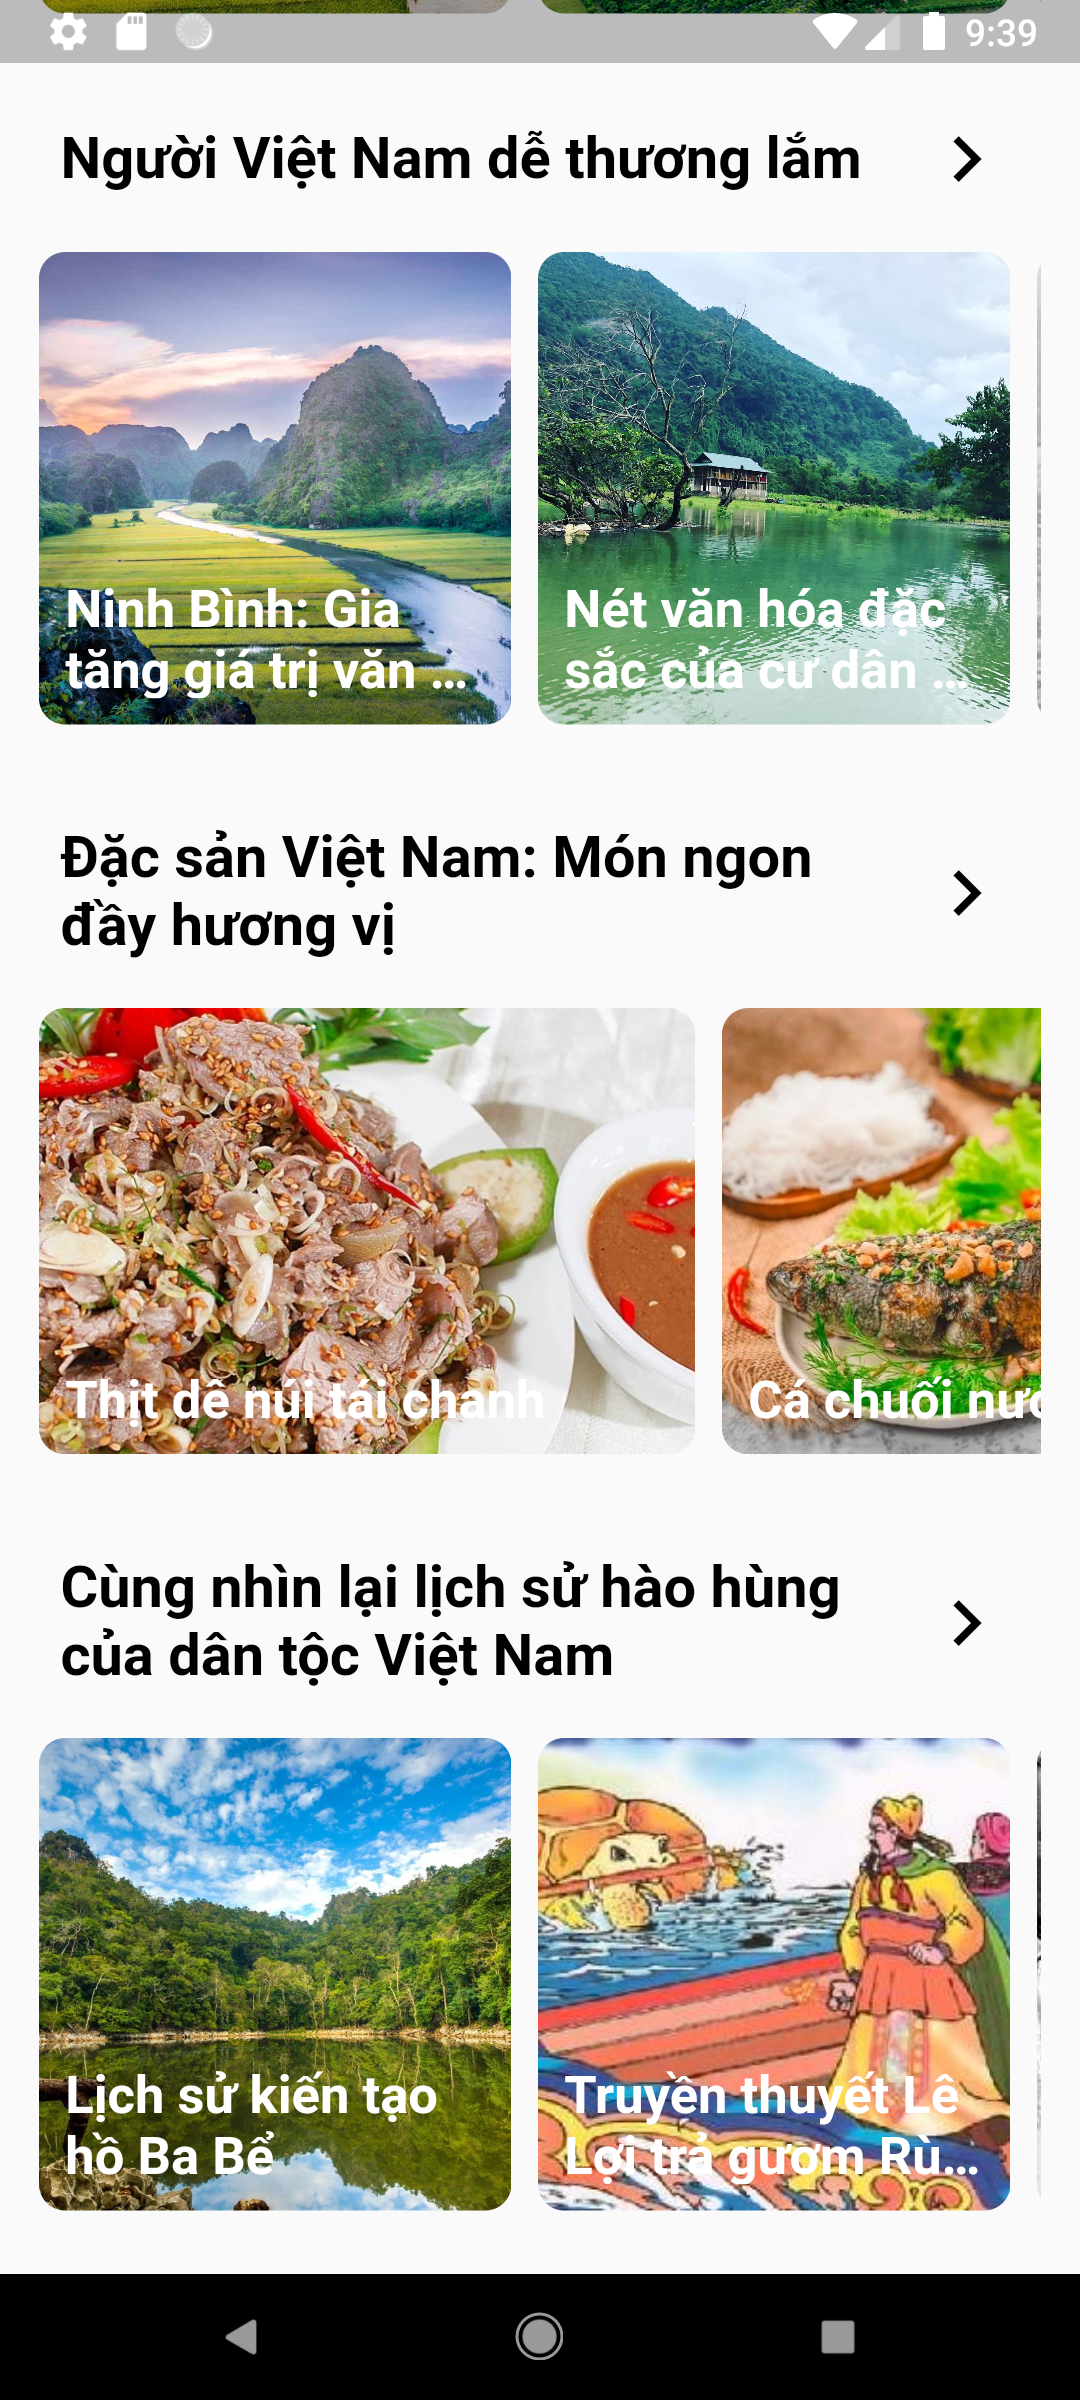 9:39
Người Việt Nam dễ thương lắm
Ninh Bình: Gia
tăng giá trị văn ...
Nét văn hóa đặc
sắc của cư dân ...
Đặc sản Việt Nam: Món ngon
đầy hương vị
Thịt dê núi tái chanh
Cá chuối
Cùng nhìn lại lịch sử hào hùng
của dân tộc Việt Nam
Lịch sử kiến tạo
hồ Ba Bể
Truyền thuyết Lê
Lợi trả gươm Rù...